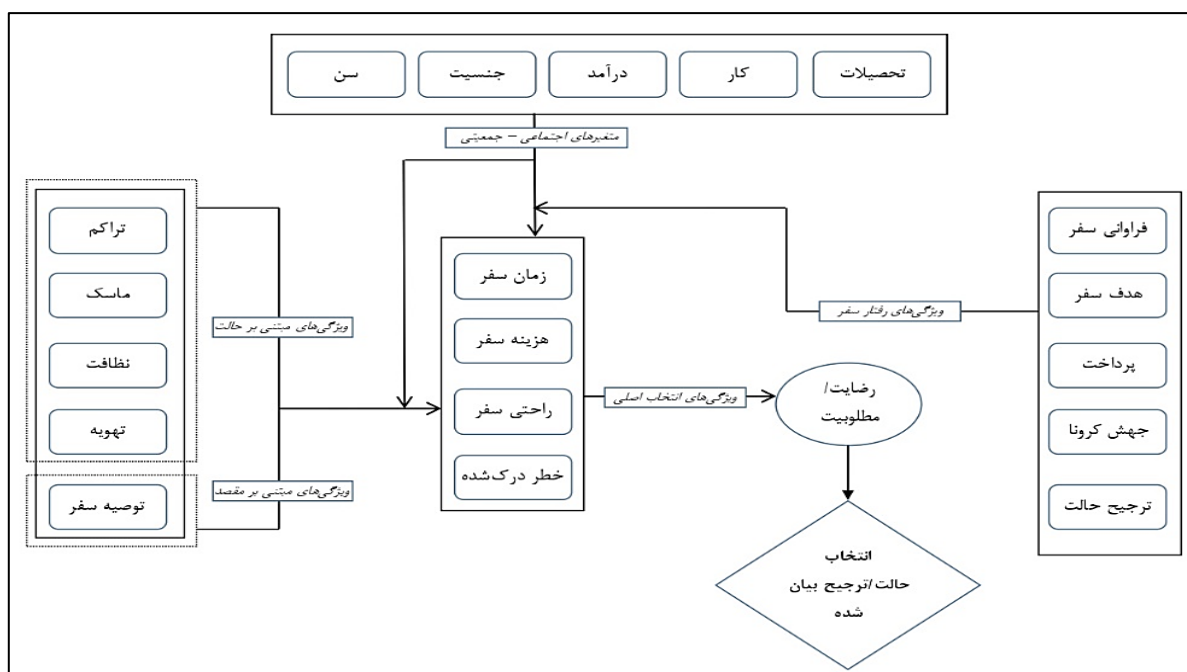 تحصیلات
کار
درآمد
جنسیت
سن
متغیرهای اجتماعی – جمعیتی
تراکم
ماسک
نظافت
تهویه
توصیه سفر
ویژگی‌های مبتنی بر حالت
ویژگی‌های مبتنی بر مقصد
زمان سفر
هزینه سفر
راحتی سفر
خطر درک‌شده
ویژگی‌های انتخاب اصلی
رضایت/
مطلوبیت
انتخاب
حالت/ترجیح بیان
شده
ویژگی‌های رفتار سفر
فراوانی سفر
هدف سفر
پرداخت
جهش کرونا
ترجیح حالت